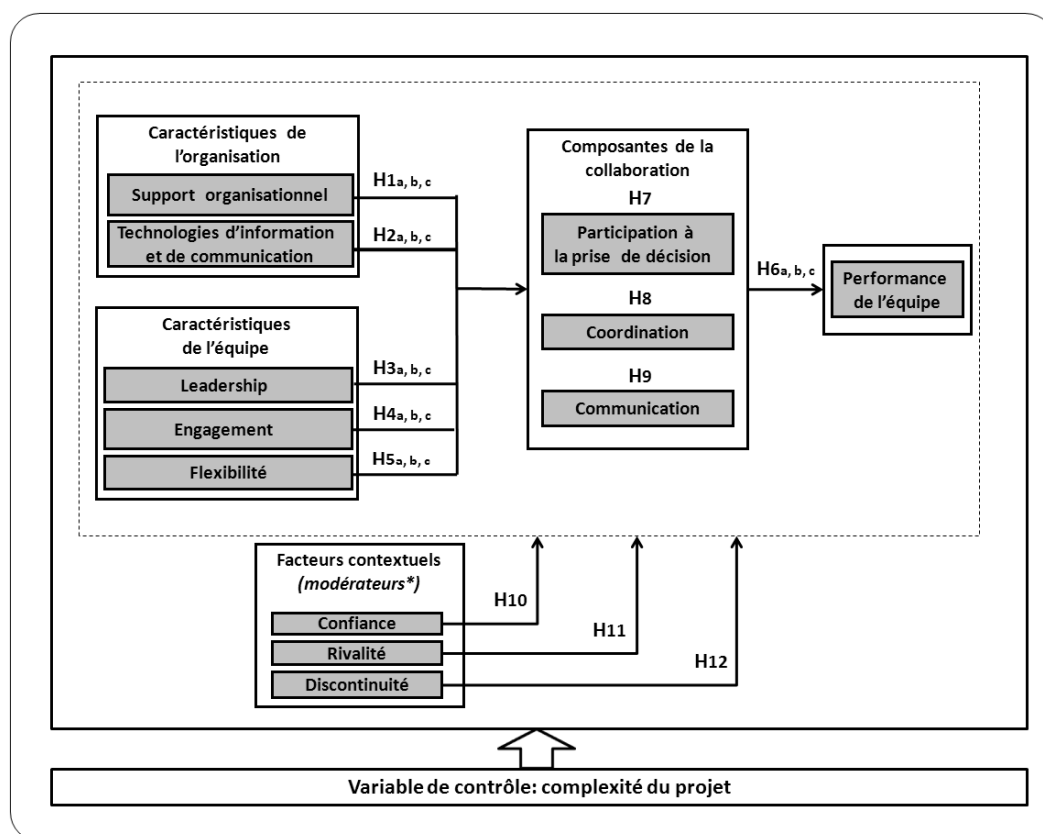 Caractéristiques de
l'organisation
Support organisationnel
Technologies d'information
et de communication
H1a, b, c
H2a, b, c
Caractéristiques
de l'équipe
Leadership
Engagement
Flexibilité
H3a, b, c
H4a, b, c
H5a, b, c
Composantes de la
collaboration
H7
Participation à
la prise de décision
H8
Coordination
H9
Communication
H6a, b, c
Performance
de l'équipe
Facteurs contextuels
(modérateurs*)
Confiance
Rivalité
Discontinuité
H10
H11
H12
Variable de contrôle: complexité du projet